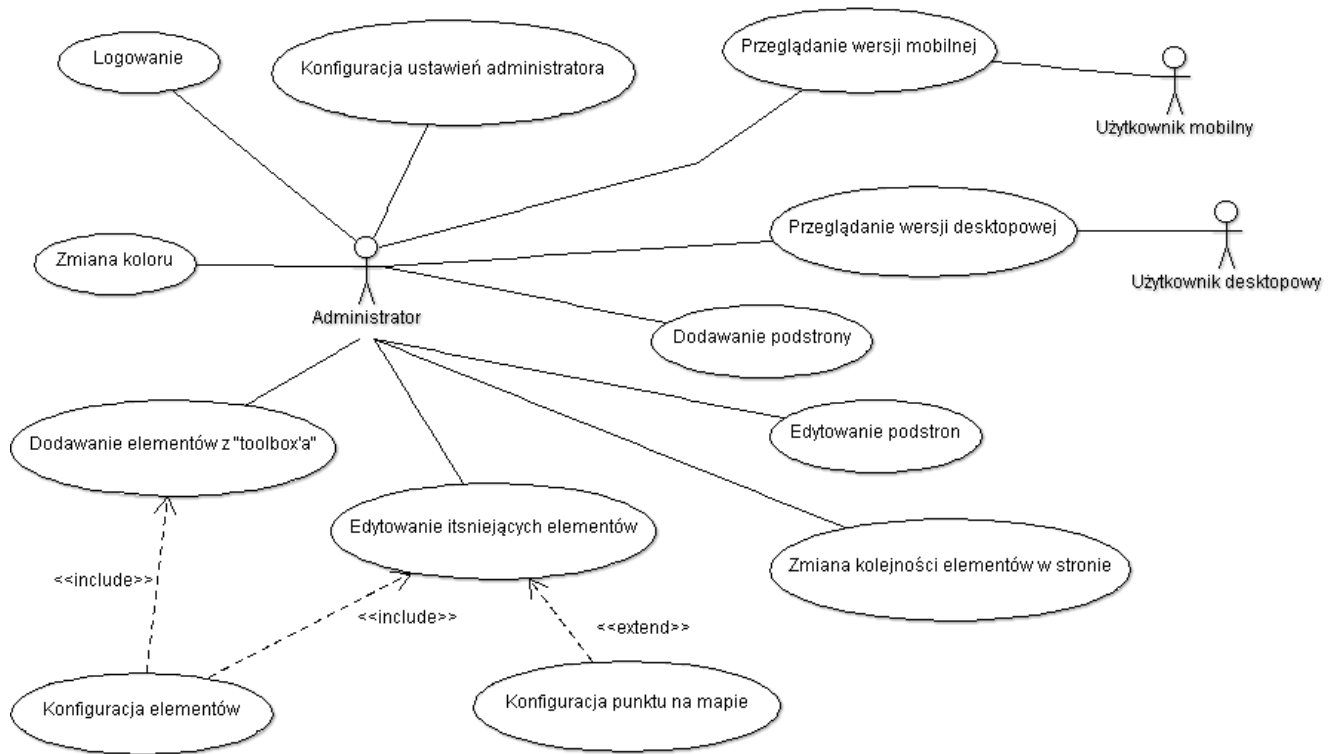 Logowanie
Konfiguracja ustawień administratora
Przeglądanie wersji mobilnej
Użytkownik mobilny
Przeglądanie wersji desktopowej
Użytkownik desktopowy
Zmiana koloru
Administrator
Dodawanie podstrony
Dodawanie elementów z "toolbox'a"
Edytowanie podstron
Edytowanie itsniejących elementów
Zmiana kolejności elementów w stronie
<<include>>
<<include>>
<<extend>>
Konfiguracja elementów
Konfiguracja punktu na mapie